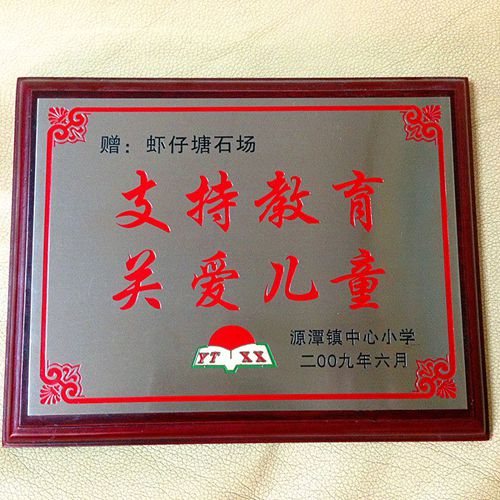 赠：虾仔塘石场
支持教育
关爱儿童
YT XX
源潭镇中心小学
二00九年六月